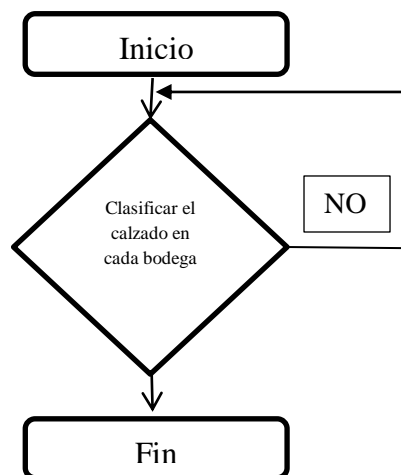 Inicio
Clasificar el
calzado en
cada bodega
NO
Fin